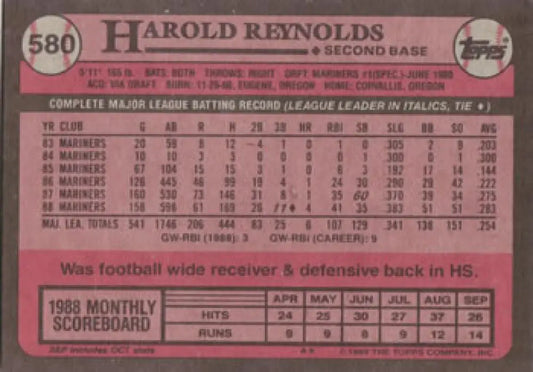 580 HAROLD REYNOLDS
SECOND BASE
Topps®
5'11" 165 lb. BATS: BOTH THROWS: RIGHT DRFT: MARINERS #1(SPEC.)-JUNE 1980
ACQ: VIA DRAFT BORN: 11-26-60, EUGENE, OREGON HOME: CORVALLIS, OREGON
COMPLETE MAJOR LEAGUE BATTING RECORD (LEAGUE LEADER IN ITALICS, TIE ♦)
YR CLUB G AB R H 2B 3B HR RBI SB SLG BB SO AVG
83 MARINERS 20 59 8 12 4 1 0 1 0 .305 2 9 .203
84 MARINERS 10 10 3 3 0 0 0 0 1 .300 0 1 .300
85 MARINERS 67 104 15 15 3 1 0 6 3 .192 17 14 .144
86 MARINERS 126 445 46 99 19 4 1 24 30 .290 29 42 .222
87 MARINERS 160 530 73 146 31 8 1 35 60 .370 39 34 .275
88 MARINERS 158 598 61 169 26 11♦ 4 41 35 .383 51 51 .283
MAJ. LEA. TOTALS 541 1746 206 444 83 25 6 107 129 .341 138 151 .254
GW-RBI (1988): 3 GW-RBI (CAREER): 9
Was football wide receiver & defensive back in HS.
1988 MONTHLY SCOREBOARD
APR MAY JUN JUL AUG SEP
HITS 24 25 30 27 37 26
RUNS 9 9 8 9 12 14
SEP includes OCT stats
© 1989 THE TOPPS COMPANY, INC.